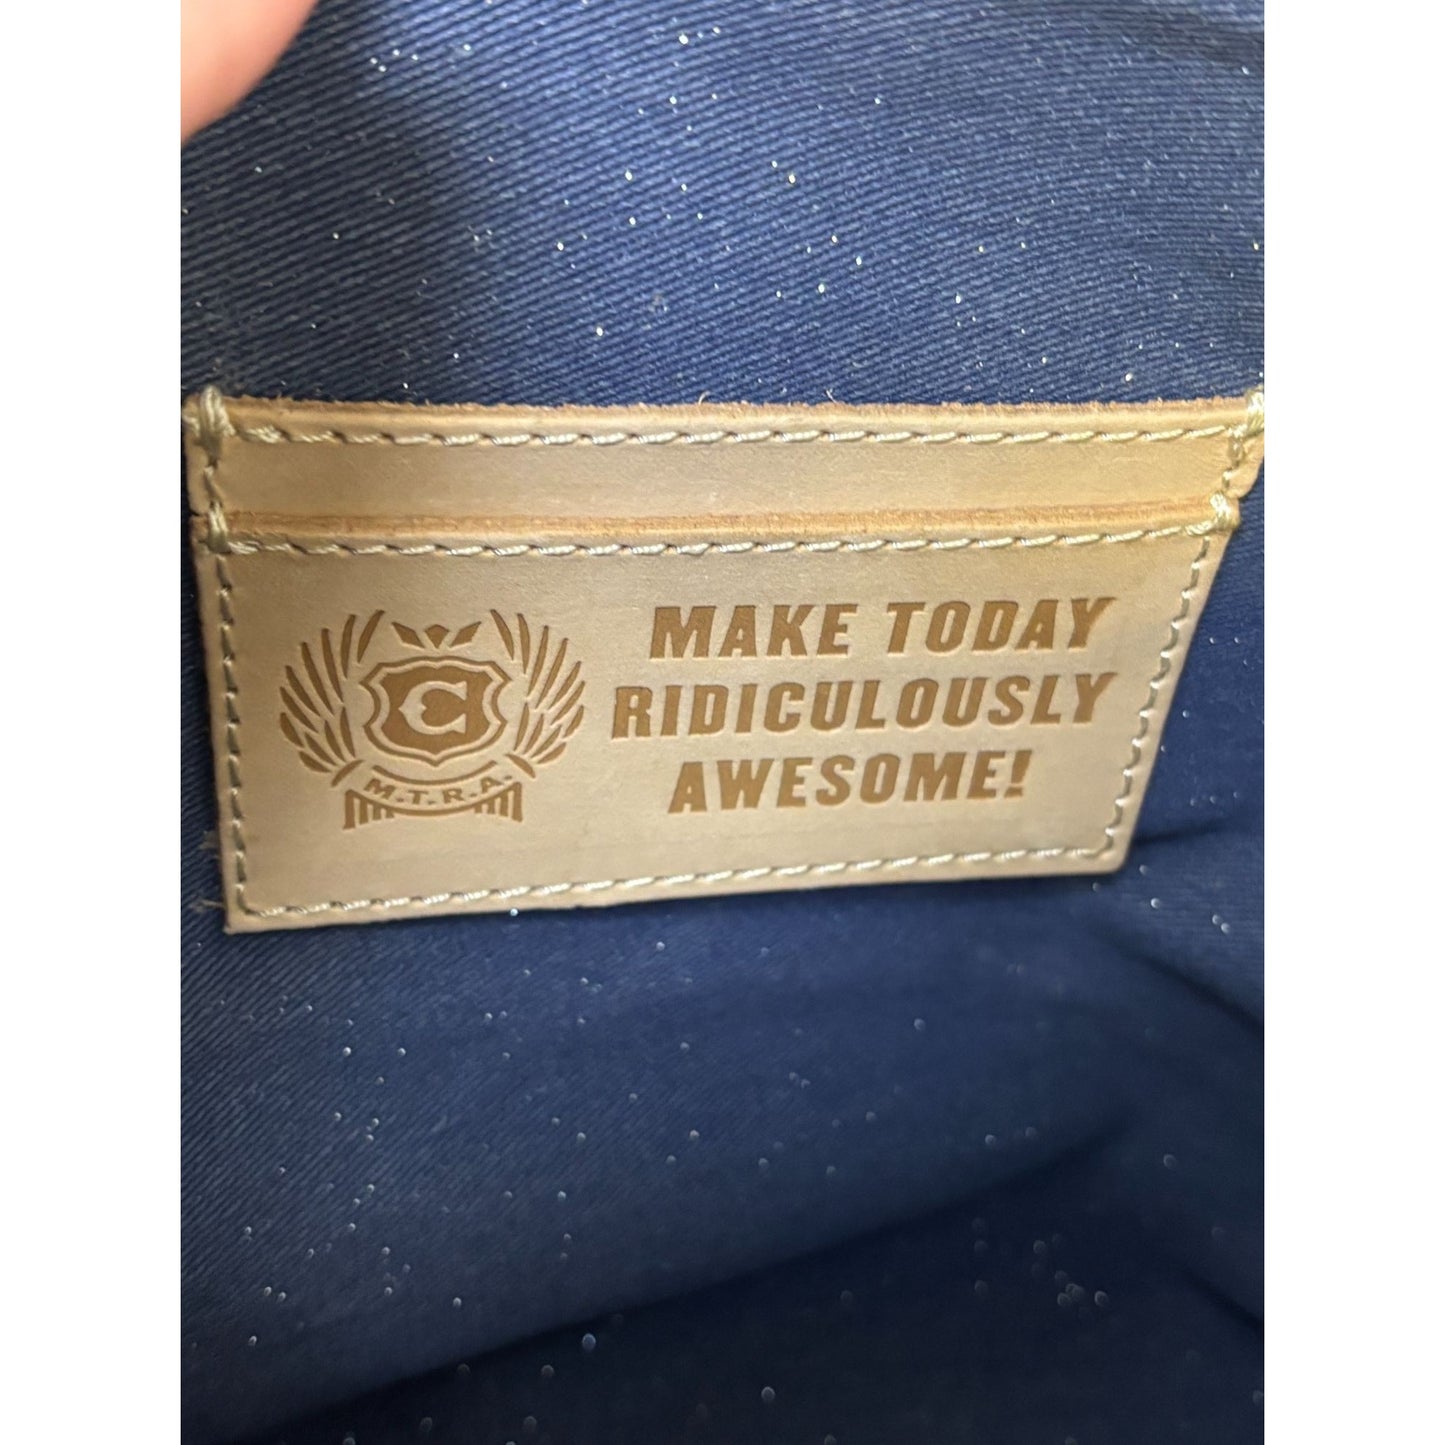 C
M.T.R.A.
MAKE TODAY
RIDICULOUSLY
AWESOME!